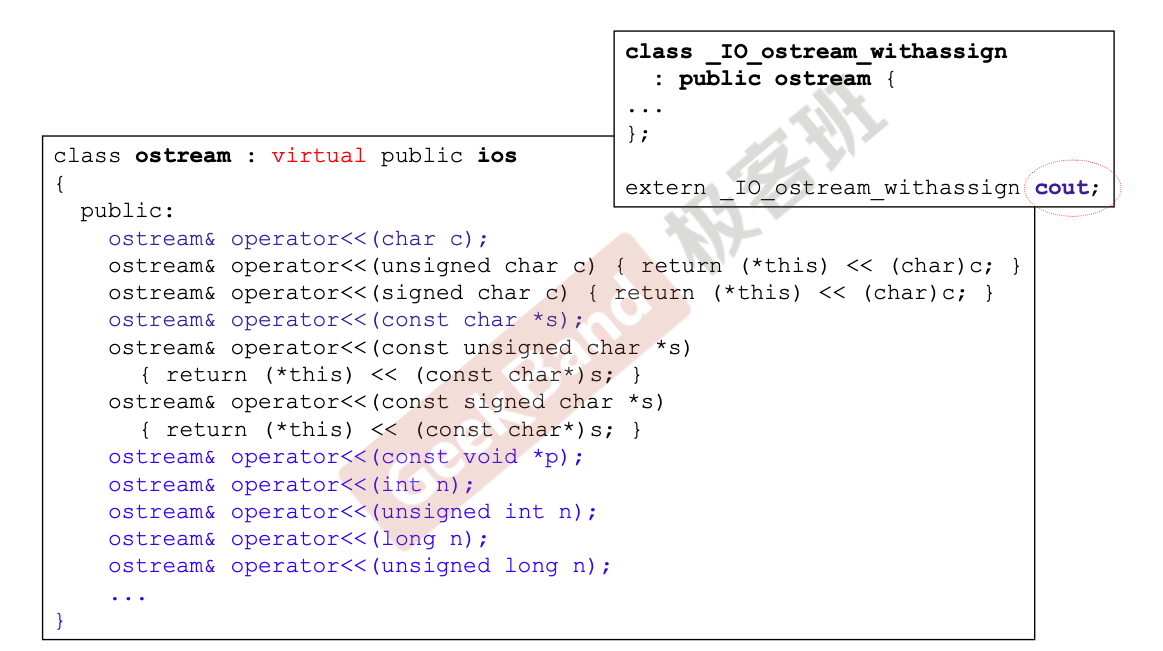 class _IO_ostream_withassign
: public ostream {
...
};
extern _IO_ostream_withassign cout;
class ostream : virtual public ios
{
public:
ostream& operator<<(char c);
ostream& operator<<(unsigned char c) { return (*this) << (char)c; }
ostream& operator<<(signed char c) { return (*this) << (char)c; }
ostream& operator<<(const char *s);
ostream& operator<<(const unsigned char *s)
{ return (*this) << (const char*)s; }
ostream& operator<<(const signed char *s)
{ return (*this) << (const char*)s; }
ostream& operator<<(const void *p);
ostream& operator<<(int n);
ostream& operator<<(unsigned int n);
ostream& operator<<(long n);
ostream& operator<<(unsigned long n);
...
}
GeekBand 极客班